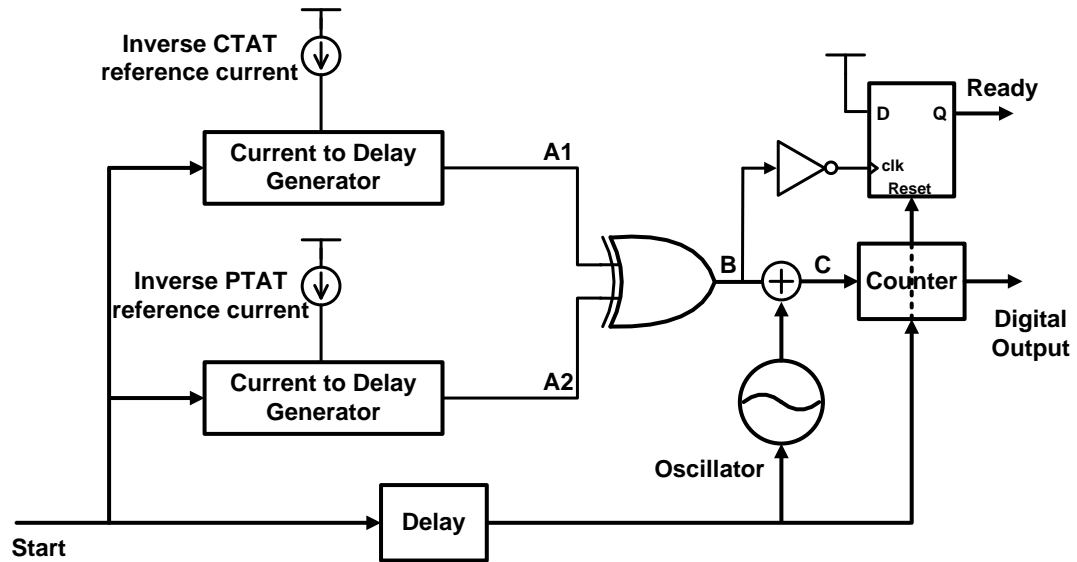 Inverse CTAT
reference current
Current to Delay
Generator
A1
Inverse PTAT
reference current
Current to Delay
Generator
A2
B
C
D
Q
clk
Reset
Ready
Counter
Digital
Output
Oscillator
Delay
Start